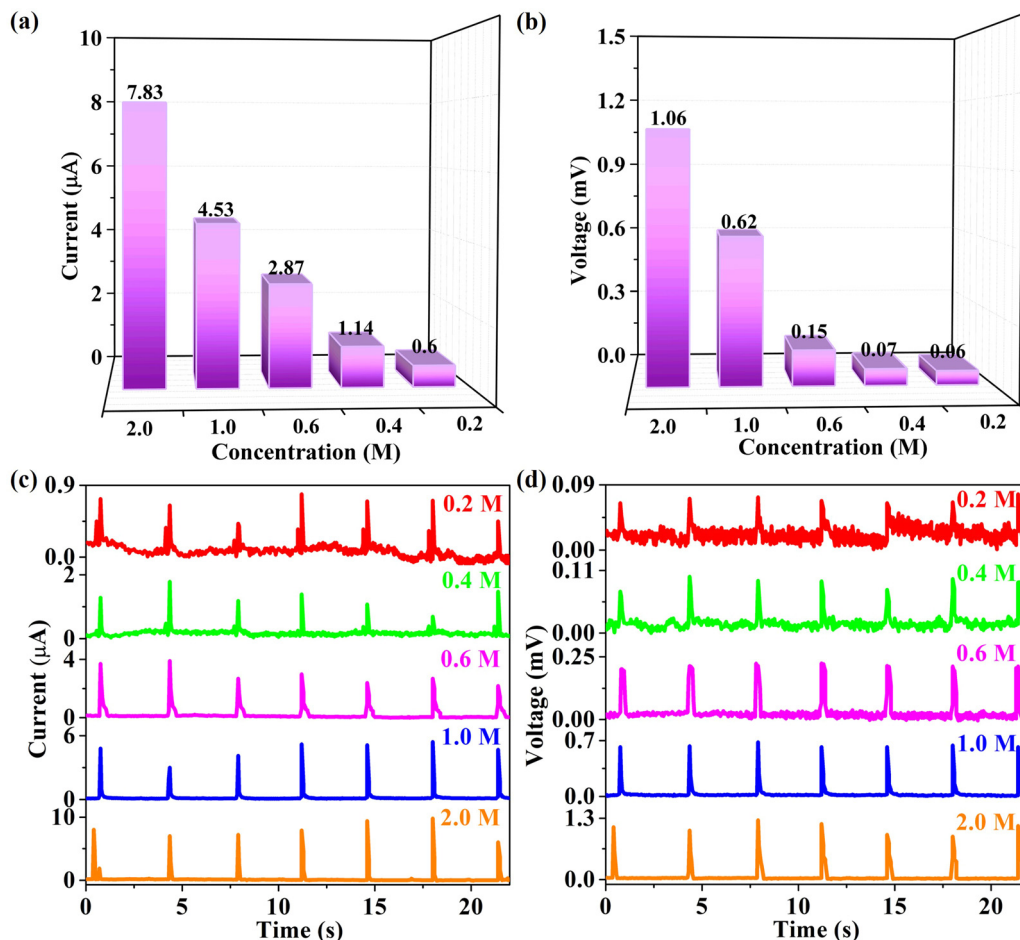 (a)
10
8
6
4
2
0
Current (μA)
7.83
4.53
2.87
1.14
0.6
2.0 1.0 0.6 0.4 0.2
Concentration (M)
(b)
1.5
1.2
0.9
0.6
0.3
0.0
Voltage (mV)
1.06
0.62
0.15
0.07
0.06
2.0 1.0 0.6 0.4 0.2
Concentration (M)
(c)
0.9
0.0
2
0
4
0
6
0
10
0
Current (μA)
0.2 M
0.4 M
0.6 M
1.0 M
2.0 M
0 5 10 15 20
Time (s)
(d)
0.09
0.00
0.11
0.00
0.25
0.00
0.7
0.0
1.3
0.0
Voltage (mV)
0.2 M
0.4 M
0.6 M
1.0 M
2.0 M
0 5 10 15 20
Time (s)